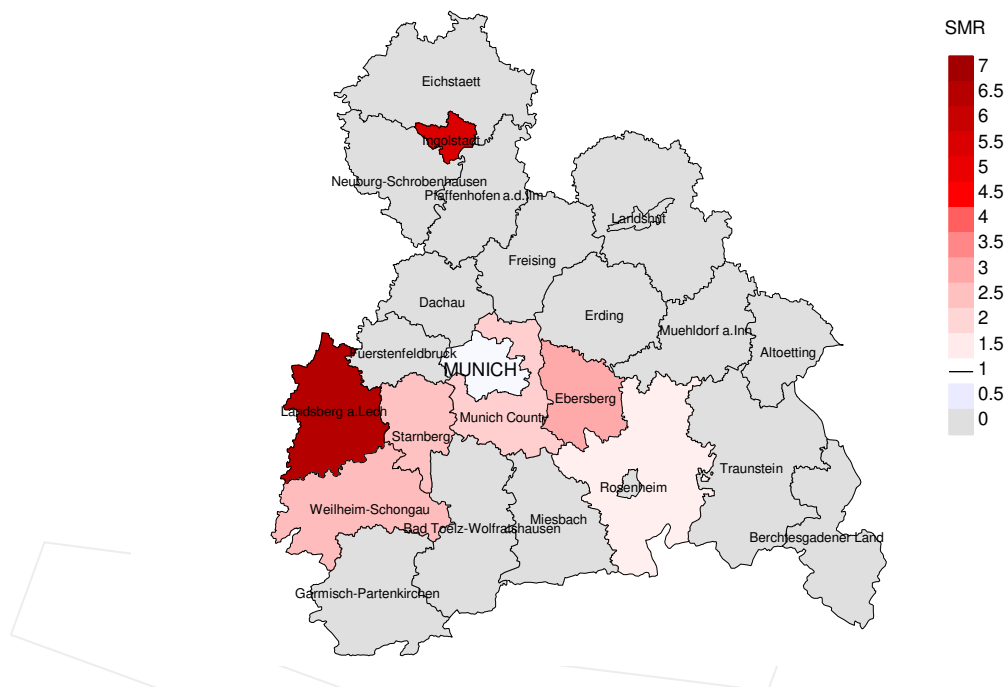 SMR
7
6.5
6
5.5
5
4.5
4
3.5
3
2.5
2
1.5
1
0.5
0
Eichstaett
Ingolstadt
Neuburg-Schrobenhausen
Pfaffenhofen a.d.Ilm
Landshut
Freising
Dachau
Erding
Muehldorf a.Inn
Altoetting
Fuerstenfeldbruck
MUNICH
Ebersberg
Landsberg a.Lech
Munich County
Starnberg
Traunstein
Rosenheim
Weilheim-Schongau
Miesbach
Bad Toelz-Wolfratshausen
Berchtesgadener Land
Garmisch-Partenkirchen